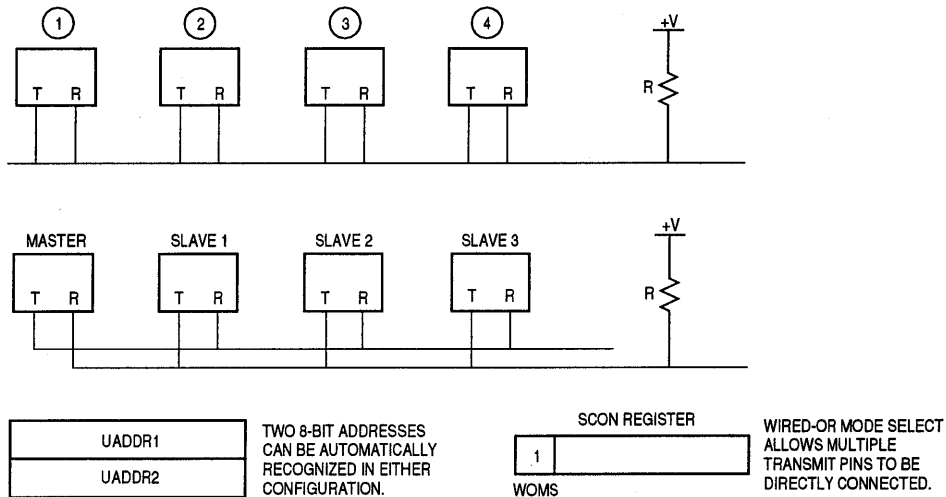 1 2 3 4
+V
T R T R T R T R
R
MASTER SLAVE 1 SLAVE 2 SLAVE 3
+V
T R T R T R T R
R
UADDR1
UADDR2
TWO 8-BIT ADDRESSES
CAN BE AUTOMATICALLY
RECOGNIZED IN EITHER
CONFIGURATION.
SCON REGISTER
1
WOMS
WIRED-OR MODE SELECT
ALLOWS MULTIPLE
TRANSMIT PINS TO BE
DIRECTLY CONNECTED.